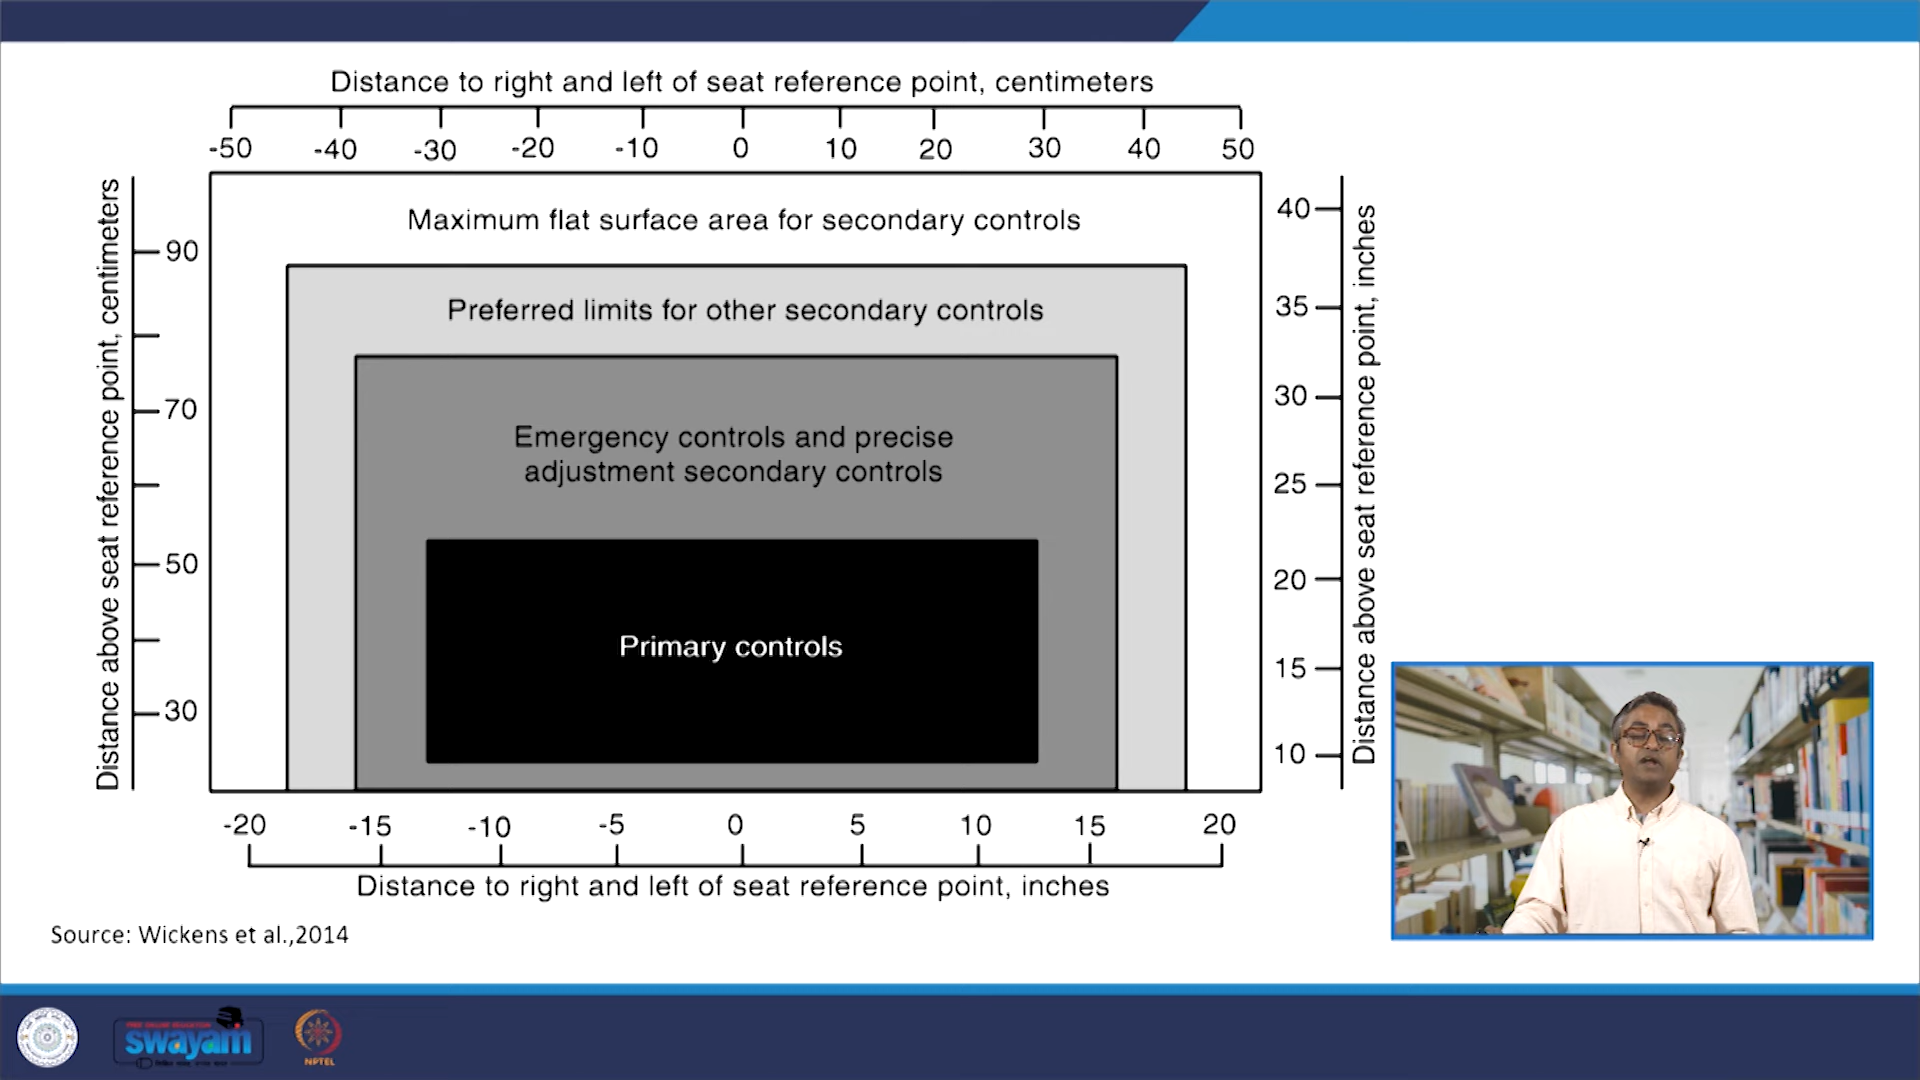 Distance to right and left of seat reference point, centimeters
-50 -40 -30 -20 -10 0 10 20 30 40 50
Distance above seat reference point, centimeters
90
70
50
30
Maximum flat surface area for secondary controls
Preferred limits for other secondary controls
Emergency controls and precise
adjustment secondary controls
Primary controls
40
35
30
25
20
15
10
Distance above seat reference point, inches
-20 -15 -10 -5 0 5 10 15 20
Distance to right and left of seat reference point, inches
Source: Wickens et al.,2014
FREE ONLINE EDUCATION
swayam
NPTEL